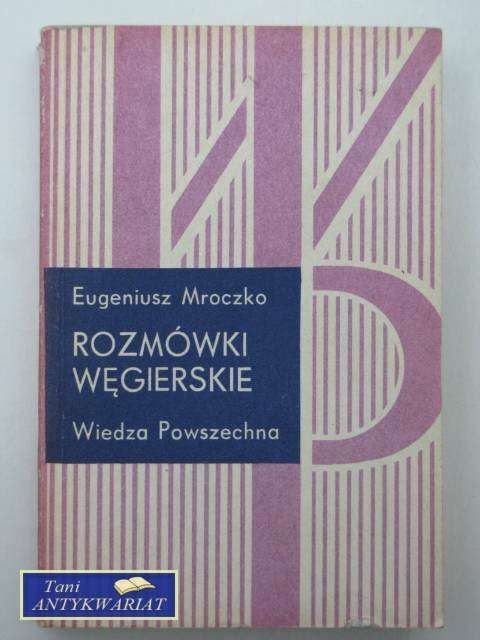 Eugeniusz Mroczko
ROZMÓWKI
WĘGIERSKIE
Wiedza Powszechna
Tani
ANTYKWARIAT